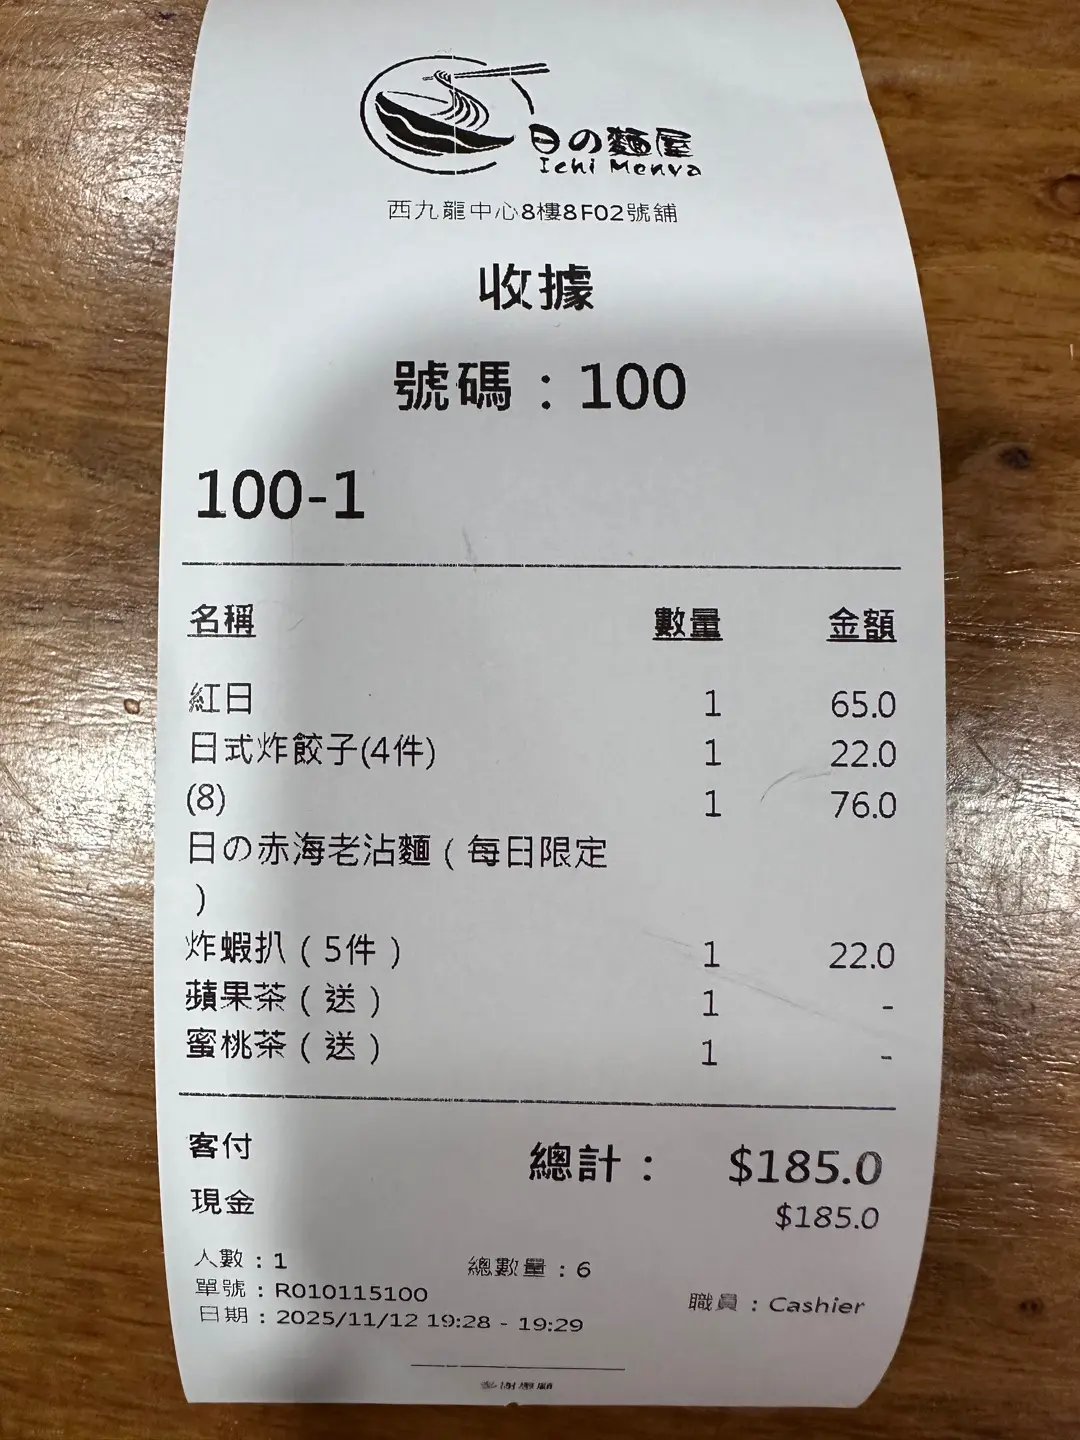 日の麵屋
Ichi Menya
西九龍中心8樓8F02號舖
收據
號碼：100
100-1
名稱 數量 金額
紅日 1 65.0
日式炸餃子(4件) 1 22.0
(8) 1 76.0
日の赤海老沾麵（每日限定
）
炸蝦扒（5件） 1 22.0
蘋果茶（送） 1 -
蜜桃茶（送） 1 -
客付 總計： $185.0
現金 $185.0
人數：1 總數量：6
單號：R010115100 職員：Cashier
日期：2025/11/12 19:28 - 19:29
多謝惠顧